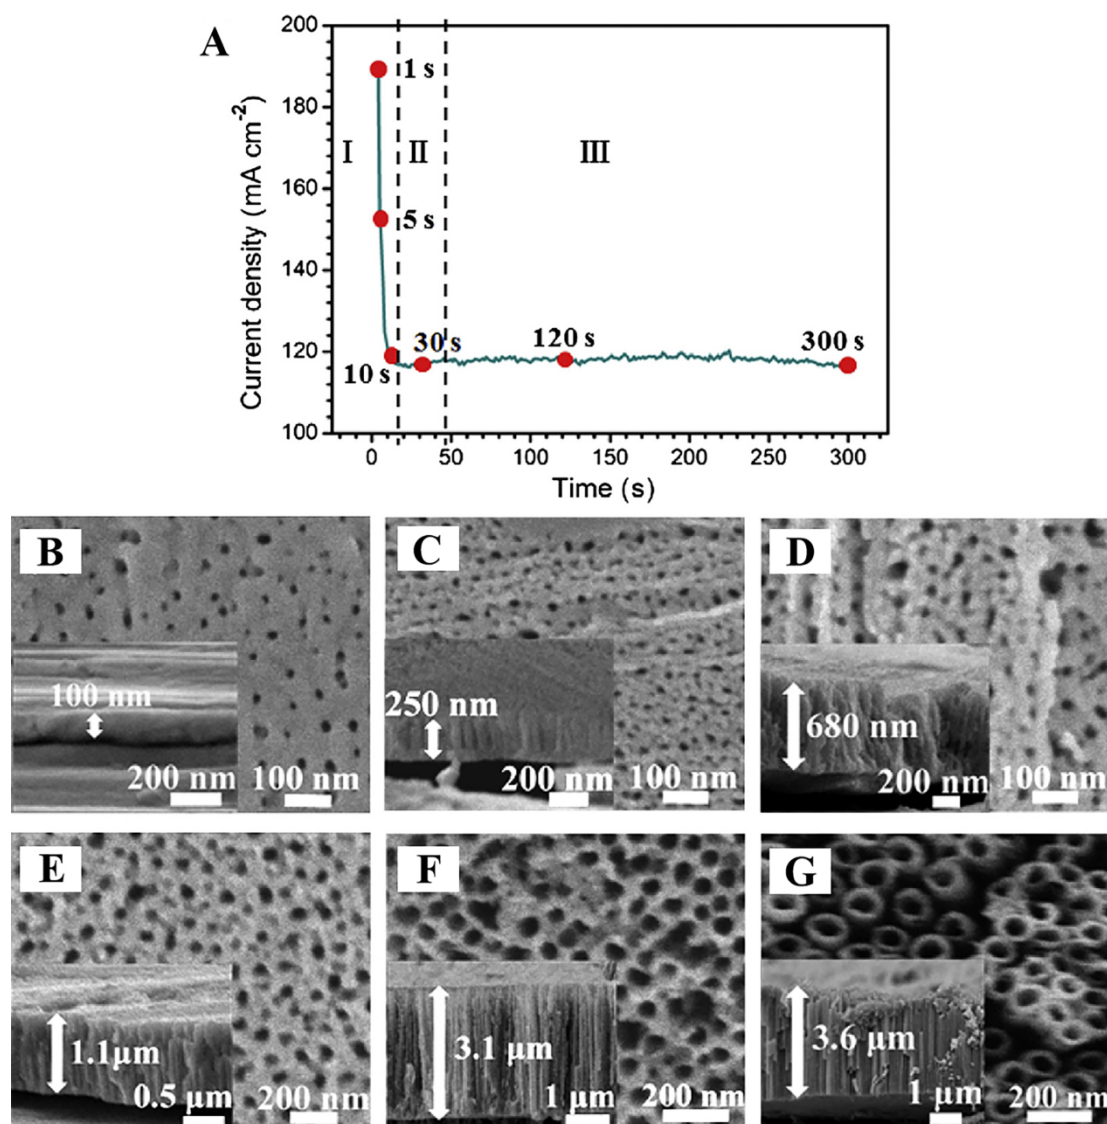 A
200
180
160
140
120
100
Current density (mA cm-2)
I
II
III
1 s
5 s
10 s
30 s
120 s
300 s
0
50
100
150
200
250
300
Time (s)
B
100 nm
200 nm
100 nm
C
250 nm
200 nm
100 nm
D
680 nm
200 nm
100 nm
E
1.1µm
0.5 µm
200 nm
F
3.1 µm
1 µm
200 nm
G
3.6 µm
1 µm
200 nm